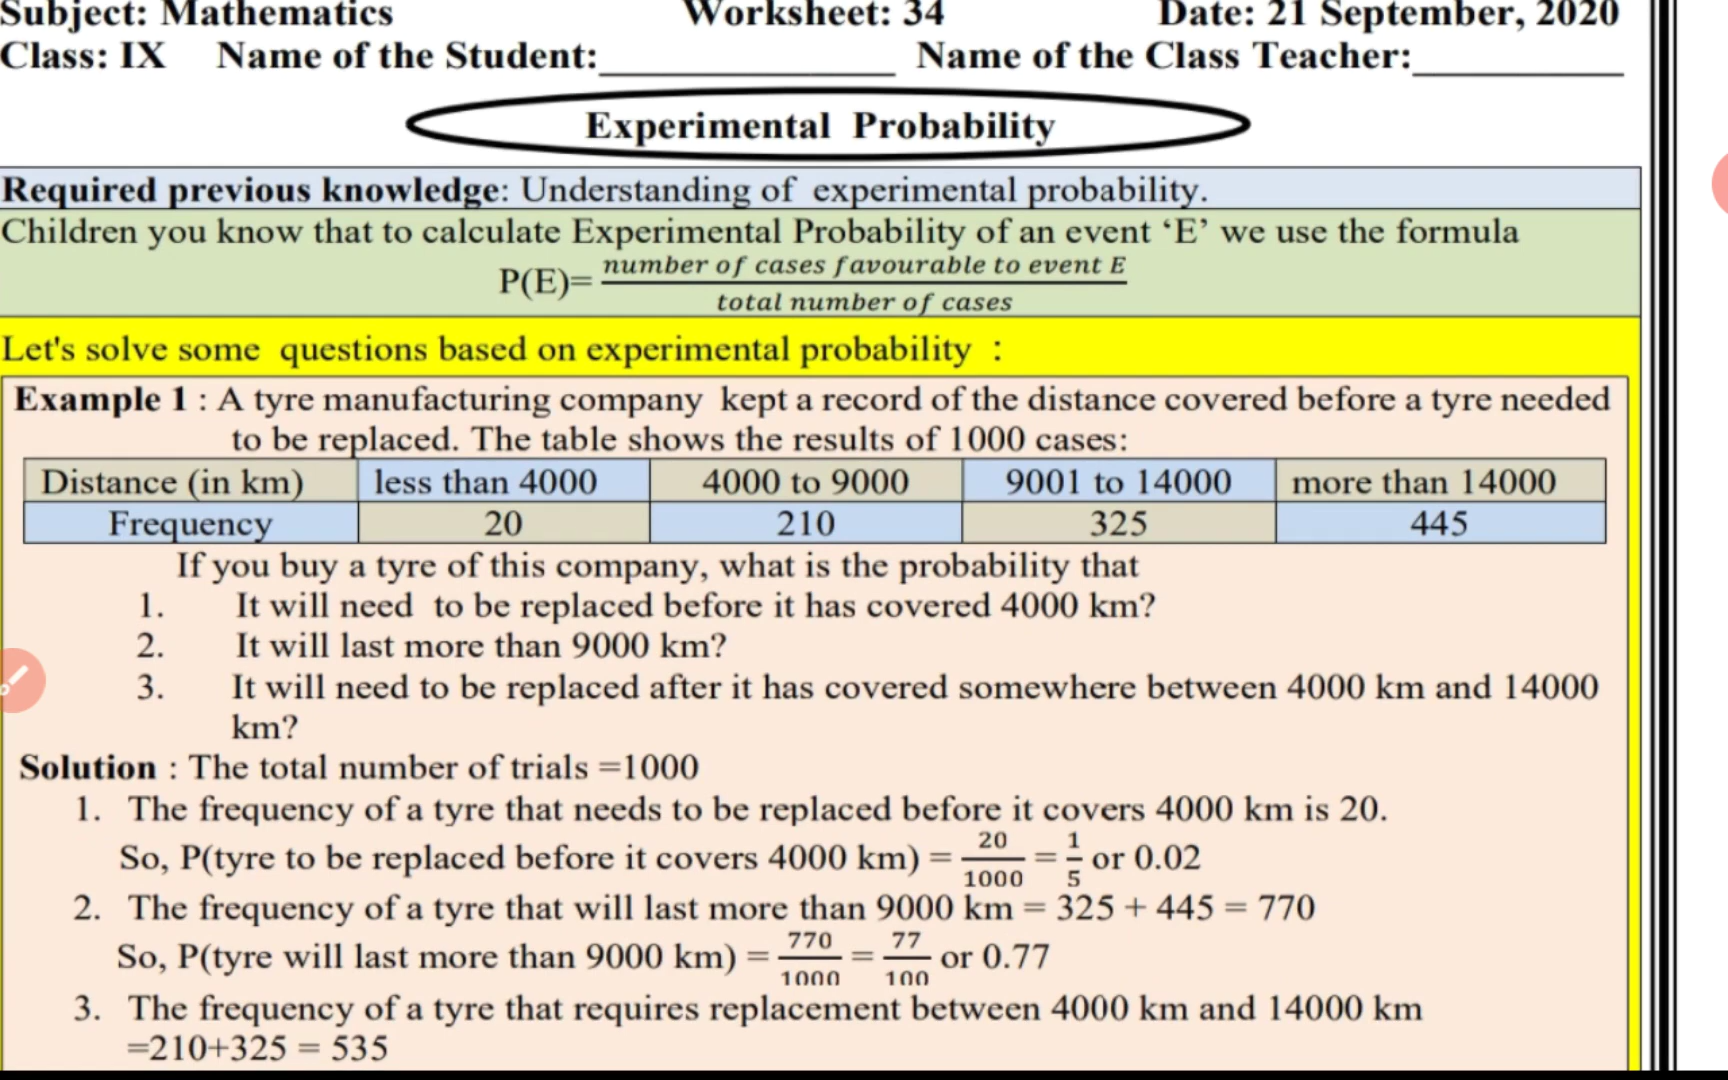 Subject: Mathematics Worksheet: 34 Date: 21 September, 2020
Class: IX Name of the Student:______________ Name of the Class Teacher:__________
Experimental Probability
Required previous knowledge: Understanding of experimental probability.
Children you know that to calculate Experimental Probability of an event ‘E’ we use the formula
P(E)= number of cases favourable to event E / total number of cases
Let's solve some questions based on experimental probability :
Example 1 : A tyre manufacturing company kept a record of the distance covered before a tyre needed
to be replaced. The table shows the results of 1000 cases:
Distance (in km) less than 4000 4000 to 9000 9001 to 14000 more than 14000
Frequency 20 210 325 445
If you buy a tyre of this company, what is the probability that
1. It will need to be replaced before it has covered 4000 km?
2. It will last more than 9000 km?
3. It will need to be replaced after it has covered somewhere between 4000 km and 14000
km?
Solution : The total number of trials =1000
1. The frequency of a tyre that needs to be replaced before it covers 4000 km is 20.
So, P(tyre to be replaced before it covers 4000 km) = 20/1000 = 1/5 or 0.02
2. The frequency of a tyre that will last more than 9000 km = 325 + 445 = 770
So, P(tyre will last more than 9000 km) = 770/1000 = 77/100 or 0.77
3. The frequency of a tyre that requires replacement between 4000 km and 14000 km
=210+325 = 535